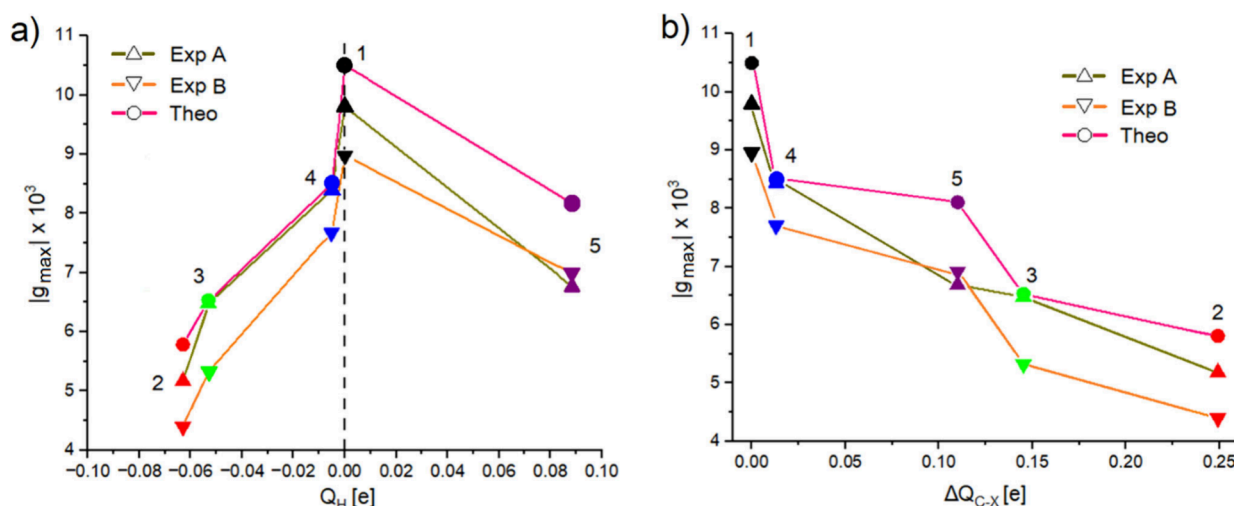 a)
Exp A
Exp B
Theo
1
4
3
2
5
11
10
9
8
7
6
5
4
|gmax| x 10³
−0.10 −0.08 −0.06 −0.04 −0.02 0.00 0.02 0.04 0.06 0.08 0.10
QH [e]
b)
Exp A
Exp B
Theo
1
4
5
3
2
11
10
9
8
7
6
5
4
|gmax| x 10³
0.00 0.05 0.10 0.15 0.20 0.25
ΔQC-X [e]